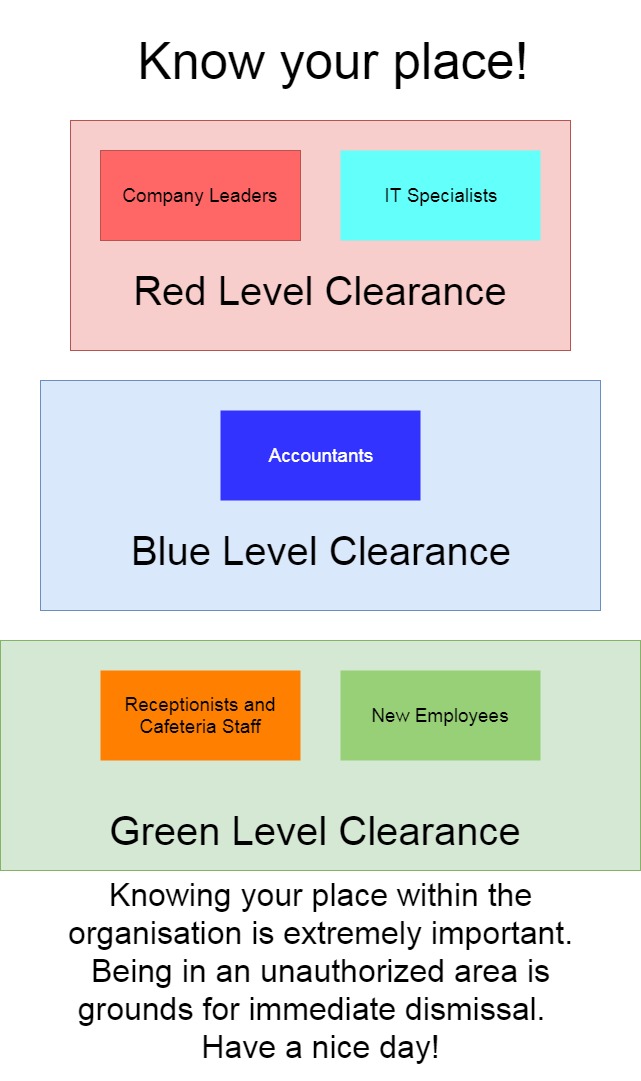 Know your place!
Company Leaders
IT Specialists
Red Level Clearance
Accountants
Blue Level Clearance
Receptionists and
Cafeteria Staff
New Employees
Green Level Clearance
Knowing your place within the
organisation is extremely important.
Being in an unauthorized area is
grounds for immediate dismissal.
Have a nice day!